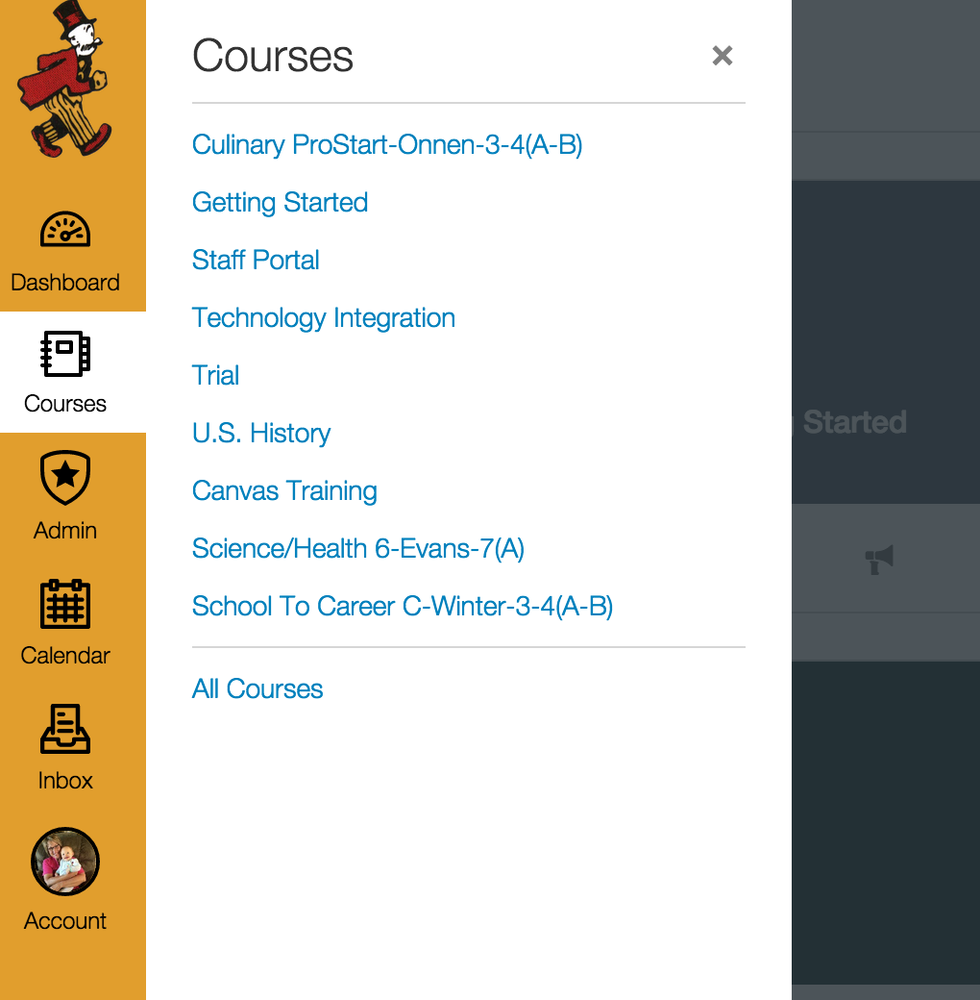 Courses
Culinary ProStart-Onnen-3-4(A-B)
Getting Started
Staff Portal
Technology Integration
Trial
U.S. History
Canvas Training
Science/Health 6-Evans-7(A)
School To Career C-Winter-3-4(A-B)
All Courses
Dashboard
Courses
Admin
Calendar
Inbox
Account
Started